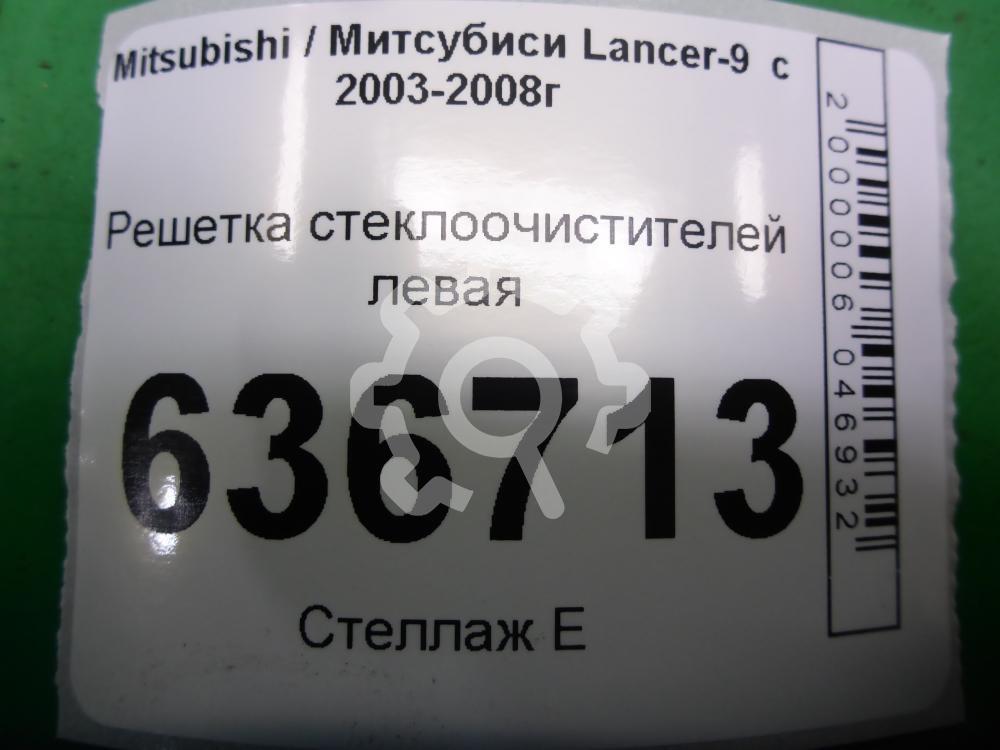 Mitsubishi / Митсубиси Lancer-9 с
2003-2008г
Решетка стеклоочистителей
левая
636713
Стеллаж Е
2000006046932